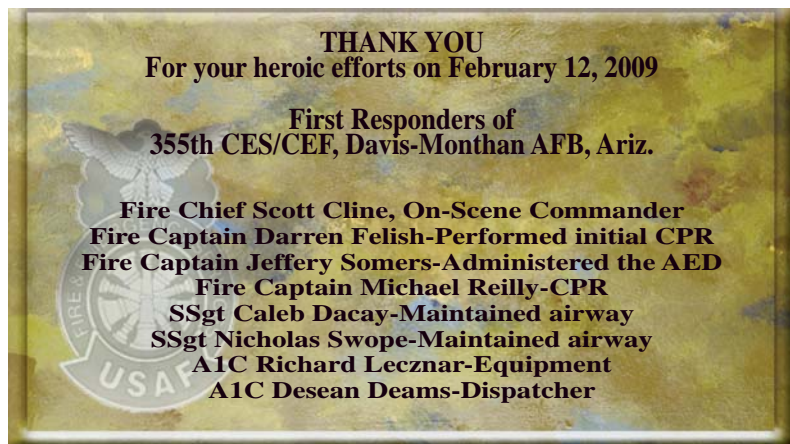 THANK YOU
For your heroic efforts on February 12, 2009
First Responders of
355th CES/CEF, Davis-Monthan AFB, Ariz.
Fire Chief Scott Cline, On-Scene Commander
Fire Captain Darren Felish-Performed initial CPR
Fire Captain Jeffery Somers-Administered the AED
Fire Captain Michael Reilly-CPR
SSgt Caleb Dacay-Maintained airway
SSgt Nicholas Swope-Maintained airway
A1C Richard Lecznar-Equipment
A1C Desean Deams-Dispatcher
FIRE &
USAF